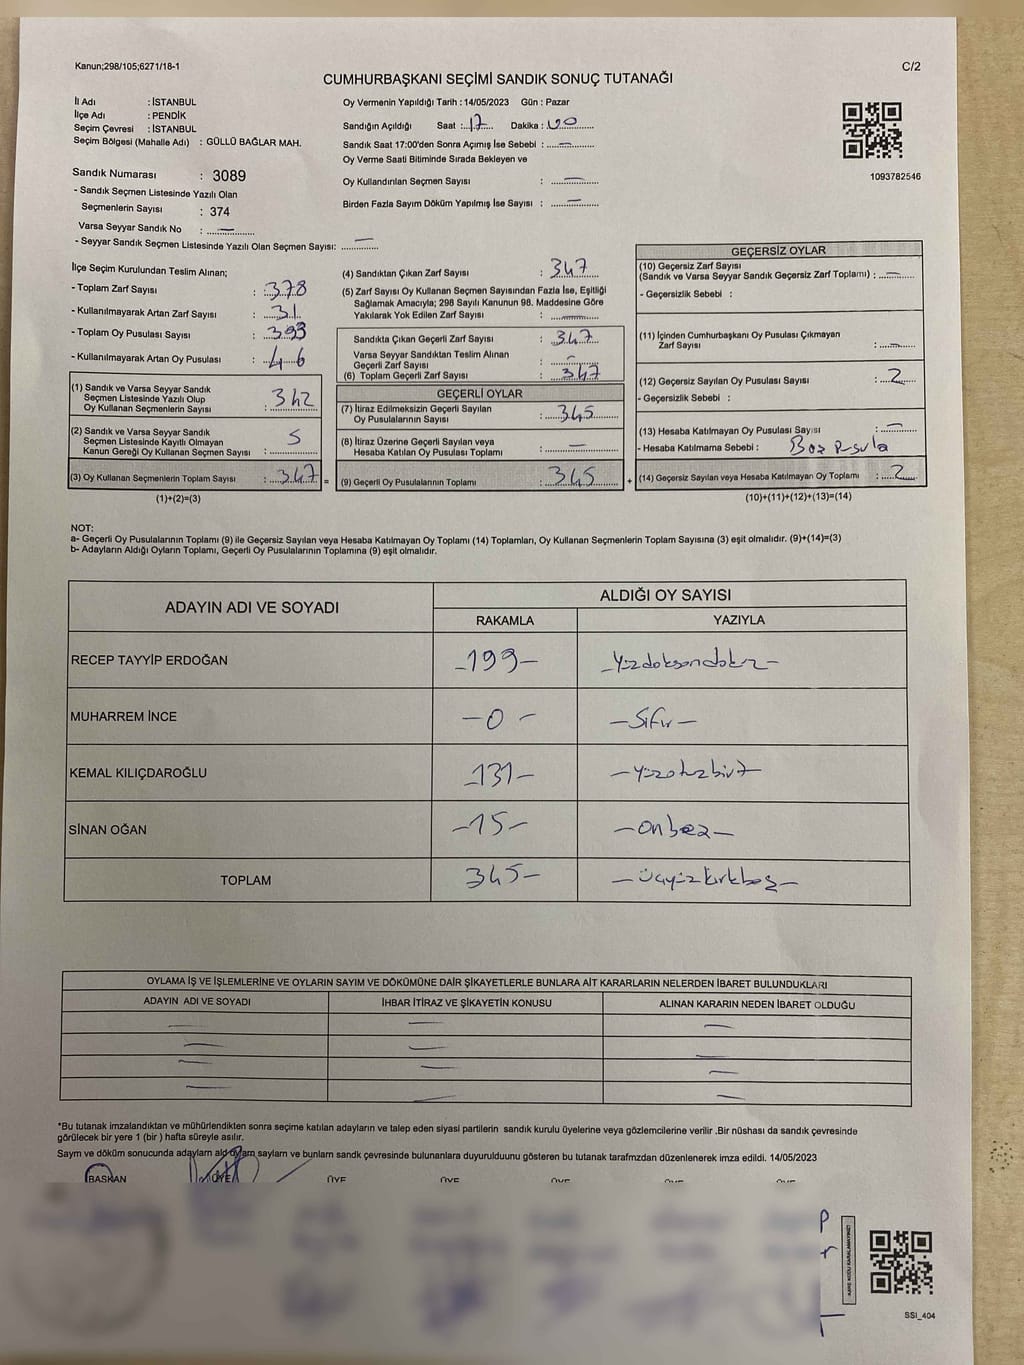 Kanun;298/105;6271/18-1
C/2
CUMHURBAŞKANI SEÇİMİ SANDIK SONUÇ TUTANAĞI
İl Adı : İSTANBUL
İlçe Adı : PENDİK
Seçim Çevresi : İSTANBUL
Seçim Bölgesi (Mahalle Adı) : GÜLLÜ BAĞLAR MAH.
Oy Vermenin Yapıldığı Tarih : 14/05/2023 Gün : Pazar
Sandığın Açıldığı Saat : 17 Dakika : 00
Sandık Saat 17:00'den Sonra Açımış İse Sebebi : —
Oy Verme Saati Bitiminde Sırada Bekleyen ve
Oy Kullandırılan Seçmen Sayısı : —
Birden Fazla Sayım Döküm Yapılmış İse Sayısı : —
1093782546
Sandık Numarası : 3089
- Sandık Seçmen Listesinde Yazılı Olan
Seçmenlerin Sayısı : 374
Varsa Seyyar Sandık No : —
- Seyyar Sandık Seçmen Listesinde Yazılı Olan Seçmen Sayısı: —
İlçe Seçim Kurulundan Teslim Alınan;
- Toplam Zarf Sayısı : 378
- Kullanılmayarak Artan Zarf Sayısı : 31
- Toplam Oy Pusulası Sayısı : 393
- Kullanılmayarak Artan Oy Pusulası : 46
(1) Sandık ve Varsa Seyyar Sandık
Seçmen Listesinde Yazılı Olup
Oy Kullanan Seçmenlerin Sayısı : 342
(2) Sandık ve Varsa Seyyar Sandık
Seçmen Listesinde Kayıtlı Olmayan
Kanun Gereği Oy Kullanan Seçmen Sayısı : 5
(3) Oy Kullanan Seçmenlerin Toplam Sayısı : 347 =
(1)+(2)=(3)
(4) Sandıktan Çıkan Zarf Sayısı : 347
(5) Zarf Sayısı Oy Kullanan Seçmen Sayısından Fazla İse, Eşitliği
Sağlamak Amacıyla; 298 Sayılı Kanunun 98. Maddesine Göre
Yakılarak Yok Edilen Zarf Sayısı : —
Sandıkta Çıkan Geçerli Zarf Sayısı : 347
Varsa Seyyar Sandıktan Teslim Alınan
Geçerli Zarf Sayısı : —
(6) Toplam Geçerli Zarf Sayısı : 347
GEÇERLİ OYLAR
(7) İtiraz Edilmeksizin Geçerli Sayılan
Oy Pusulalarının Sayısı : 345
(8) İtiraz Üzerine Geçerli Sayılan veya
Hesaba Katılan Oy Pusulası Toplamı : —
(9) Geçerli Oy Pusulalarının Toplamı : 345 +
GEÇERSİZ OYLAR
(10) Geçersiz Zarf Sayısı
(Sandık ve Varsa Seyyar Sandık Geçersiz Zarf Toplamı) : —
- Geçersizlik Sebebi :
(11) İçinden Cumhurbaşkanı Oy Pusulası Çıkmayan
Zarf Sayısı : —
(12) Geçersiz Sayılan Oy Pusulası Sayısı : 2
- Geçersizlik Sebebi :
(13) Hesaba Katılmayan Oy Pusulası Sayısı : —
- Hesaba Katılmama Sebebi : Boş Pusula
(14) Geçersiz Sayılan veya Hesaba Katılmayan Oy Toplamı : 2
(10)+(11)+(12)+(13)=(14)
NOT:
a- Geçerli Oy Pusulalarının Toplamı (9) ile Geçersiz Sayılan veya Hesaba Katılmayan Oy Toplamı (14) Toplamları, Oy Kullanan Seçmenlerin Toplam Sayısına (3) eşit olmalıdır. (9)+(14)=(3)
b- Adayların Aldığı Oyların Toplamı, Geçerli Oy Pusulalarının Toplamına (9) eşit olmalıdır.
ADAYIN ADI VE SOYADI
ALDIĞI OY SAYISI
RAKAMLA YAZIYLA
RECEP TAYYİP ERDOĞAN -199- -Yüzdoksandokuz-
MUHARREM İNCE -0- -Sıfır-
KEMAL KILIÇDAROĞLU -131- -Yüzotuzbir-
SİNAN OĞAN -15- -Onbeş-
TOPLAM 345- -Üçyüzkırkbeş-
OYLAMA İŞ VE İŞLEMLERİNE VE OYLARIN SAYIM VE DÖKÜMÜNE DAİR ŞİKAYETLERLE BUNLARA AİT KARARLARIN NELERDEN İBARET BULUNDUKLARI
ADAYIN ADI VE SOYADI İHBAR İTİRAZ VE ŞİKAYETİN KONUSU ALINAN KARARIN NEDEN İBARET OLDUĞU
*Bu tutanak imzalandıktan ve mühürlendikten sonra seçime katılan adayların ve talep eden siyasi partilerin sandık kurulu üyelerine veya gözlemcilerine verilir .Bir nüshası da sandık çevresinde
görülecek bir yere 1 (bir ) hafta süreyle asılır.
Sayım ve döküm sonucunda adayların aldığı oyların sayıları ve bunların sandık çevresinde bulunanlara duyurulduğunu gösteren bu tutanak tarafımızdan düzenlenerek imza edildi. 14/05/2023
BAŞKAN ÜYE ÜYE ÜYE ÜYE ÜYE ÜYE
KARE KODU KARALAMAYINIZ!
SSI_404